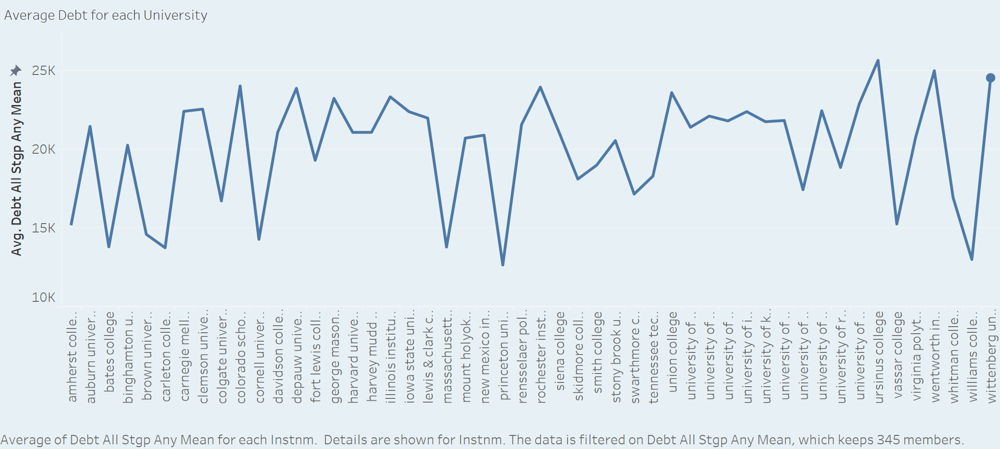 Average Debt for each University
Avg. Debt All Stgp Any Mean
25K
20K
15K
10K
amherst colle..
auburn univer..
bates college
binghamton u..
brown univer..
carleton colle..
carnegie mell..
clemson unive..
colgate univer..
colorado scho..
cornell univer..
davidson colle..
depauw unive..
fort lewis coll..
george mason..
harvard unive..
harvey mudd ..
illinois institu..
iowa state uni..
lewis & clark c..
massachusett..
mount holyok..
new mexico in..
princeton uni..
rensselaer pol..
rochester inst..
siena college
skidmore coll..
smith college
stony brook u..
swarthmore c..
tennessee tec..
union college
university of ..
university of ..
university of ..
university of i..
university of k..
university of ..
university of ..
university of ..
university of r..
university of ..
ursinus college
vassar college
virginia polyt..
wentworth in..
whitman colle..
williams colle..
wittenberg un..
Average of Debt All Stgp Any Mean for each Instnm.  Details are shown for Instnm. The data is filtered on Debt All Stgp Any Mean, which keeps 345 members.